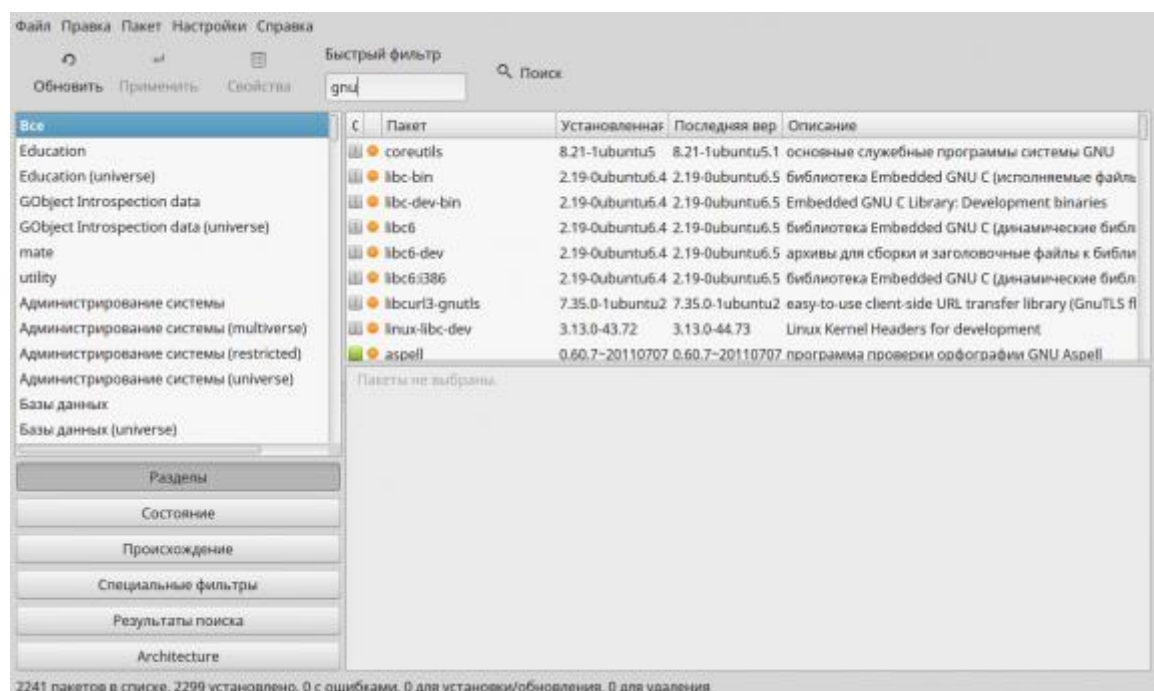 Файл Правка Пакет Настройки Справка
Обновить Применить Свойства
Быстрый фильтр
gnu
Поиск
Все
Education
Education (universe)
GObject Introspection data
GObject Introspection data (universe)
mate
utility
Администрирование системы
Администрирование системы (multiverse)
Администрирование системы (restricted)
Администрирование системы (universe)
Базы данных
Базы данных (universe)
Разделы
Состояние
Происхождение
Специальные фильтры
Результаты поиска
Architecture
С Пакет Установленная Последняя вер Описание
coreutils 8.21-1ubuntu5 8.21-1ubuntu5.1 основные служебные программы системы GNU
libc-bin 2.19-0ubuntu6.4 2.19-0ubuntu6.5 библиотека Embedded GNU C (исполняемые файль
libc-dev-bin 2.19-0ubuntu6.4 2.19-0ubuntu6.5 Embedded GNU C Library: Development binaries
libc6 2.19-0ubuntu6.4 2.19-0ubuntu6.5 библиотека Embedded GNU C (динамические библ
libc6-dev 2.19-0ubuntu6.4 2.19-0ubuntu6.5 архивы для сборки и заголовочные файлы к библи
libc6:i386 2.19-0ubuntu6.4 2.19-0ubuntu6.5 библиотека Embedded GNU C (динамические библ
libcurl3-gnutls 7.35.0-1ubuntu2 7.35.0-1ubuntu2 easy-to-use client-side URL transfer library (GnuTLS fl
linux-libc-dev 3.13.0-43.72 3.13.0-44.73 Linux Kernel Headers for development
aspell 0.60.7~20110707 0.60.7~20110707 программа проверки орфографии GNU Aspell
Пакеты не выбраны.
2241 пакетов в списке, 2299 установлено, 0 с ошибками, 0 для установки/обновления, 0 для удаления